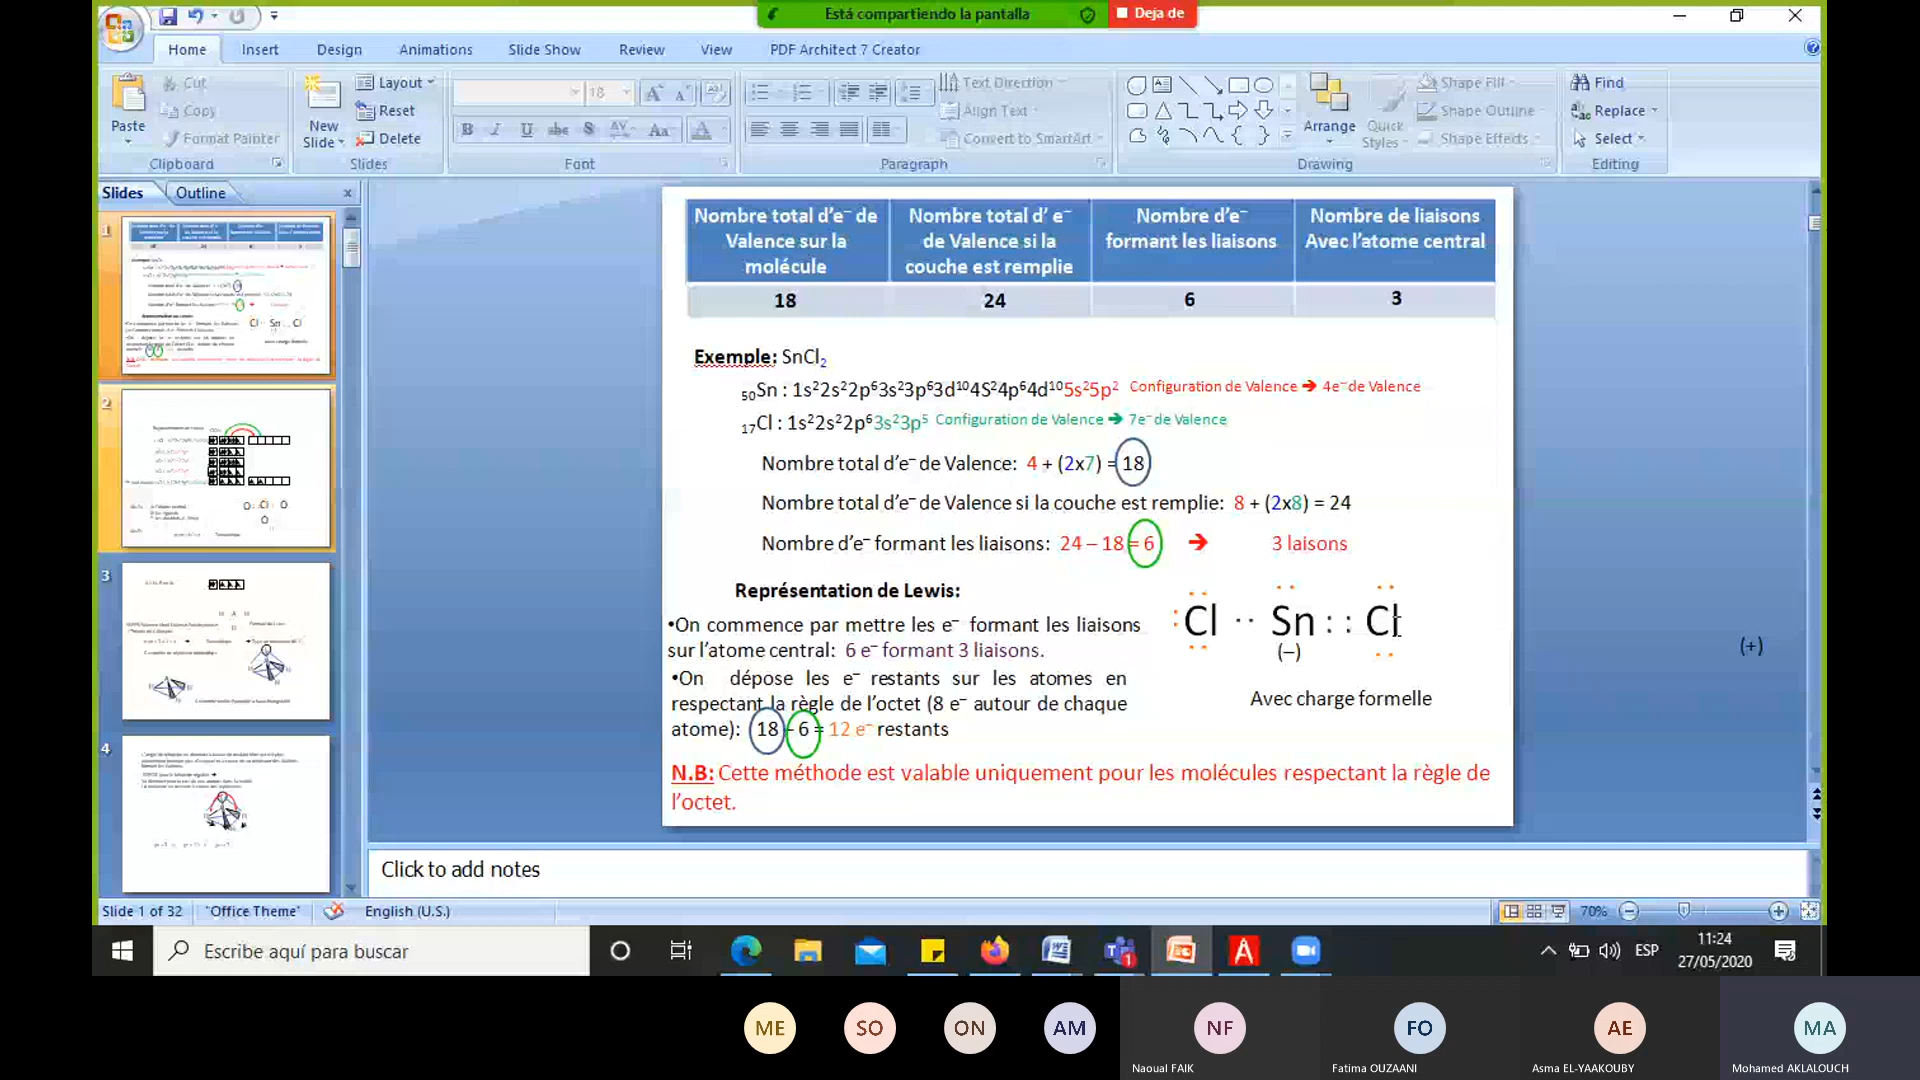 Está compartiendo la pantalla
Deja de
Home Insert Design Animations Slide Show Review View PDF Architect 7 Creator
Paste
Cut
Copy
Format Painter
Clipboard
New
Slide
Layout
Reset
Delete
Slides
18
Font
Text Direction
Align Text
Convert to SmartArt
Paragraph
Arrange
Quick
Styles
Shape Fill
Shape Outline
Shape Effects
Drawing
Find
Replace
Select
Editing
Slides Outline
1
2
3
4
Nombre total d'e⁻ de Valence sur la molécule
Nombre total d' e⁻ de Valence si la couche est remplie
Nombre d'e⁻ formant les liaisons
Nombre de liaisons Avec l'atome central
18 24 6 3
Exemple: SnCl₂
₅₀Sn : 1s²2s²2p⁶3s²3p⁶3d¹⁰4S²4p⁶4d¹⁰5s²5p² Configuration de Valence ➔ 4e⁻ de Valence
₁₇Cl : 1s²2s²2p⁶3s²3p⁵ Configuration de Valence ➔ 7e⁻ de Valence
Nombre total d'e⁻ de Valence: 4 + (2x7) = 18
Nombre total d'e⁻ de Valence si la couche est remplie: 8 + (2x8) = 24
Nombre d'e⁻ formant les liaisons: 24 – 18 = 6 ➔ 3 laisons
Représentation de Lewis:
•On commence par mettre les e⁻ formant les liaisons
sur l'atome central: 6 e⁻ formant 3 liaisons.
•On dépose les e⁻ restants sur les atomes en
respectant la règle de l'octet (8 e⁻ autour de chaque
atome): 18 - 6 = 12 e⁻ restants
Cl ·· Sn : : Cl
(–)
(+)
Avec charge formelle
N.B: Cette méthode est valable uniquement pour les molécules respectant la règle de
l'octet.
Click to add notes
Slide 1 of 32 "Office Theme" English (U.S.) 70%
Escribe aquí para buscar
ESP
11:24
27/05/2020
ME SO ON AM NF FO AE MA
Naoual FAIK Fatima OUZAANI Asma EL-YAAKOUBY Mohamed AKLALOUCH